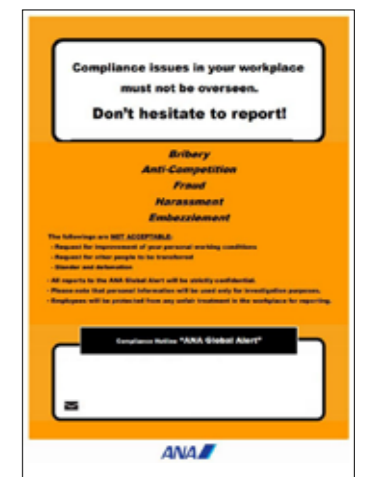 Compliance issues in your workplace
must not be overseen.
Don't hesitate to report!
Bribery
Anti-Competition
Fraud
Harassment
Embezzlement
The followings are NOT ACCEPTABLE:
- Request for improvement of your personal working conditions
- Request for other people to be transferred
- Slander and defamation
- All reports to the ANA Global Alert will be strictly confidential.
- Please note that personal information will be used only for investigative purposes.
- Employees will be protected from any unfair treatment in the workplace for reporting.
Compliance Hotline "ANA Global Alert"
ANA